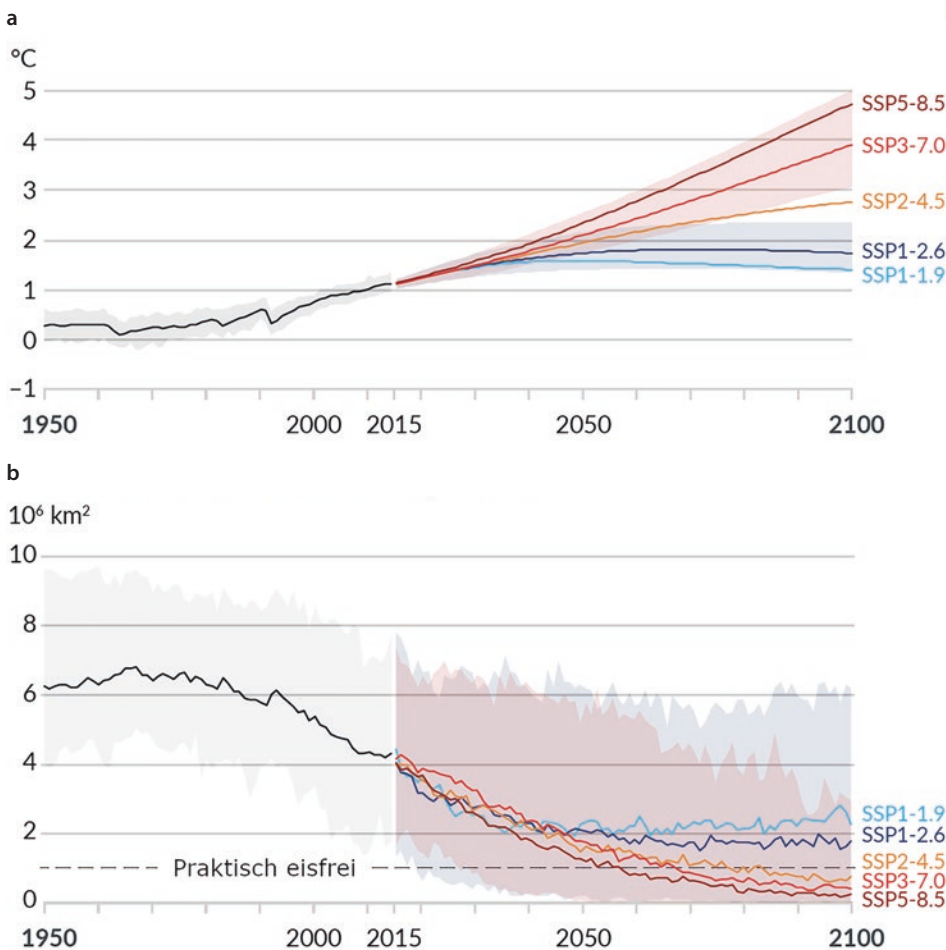 a
°C
5
SSP5-8.5
4
SSP3-7.0
3
SSP2-4.5
2
SSP1-2.6
SSP1-1.9
1
0
–1
1950 2000 2015 2050 2100
b
10⁶ km²
10
8
6
4
SSP1-1.9
2
SSP1-2.6
Praktisch eisfrei
SSP2-4.5
SSP3-7.0
0
SSP5-8.5
1950 2000 2015 2050 2100